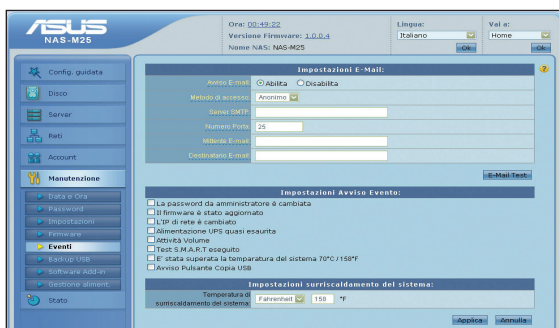 ASUS
NAS-M25
Ora: 00:49:22
Versione Firmware: 1.0.0.4
Nome NAS: NAS-M25
Lingua:
Italiano
Ok
Vai a:
Home
Ok
Config. guidata
Disco
Server
Reti
Account
Manutenzione
Data e Ora
Password
Impostazioni
Firmware
Eventi
Backup USB
Software Add-in
Gestione aliment.
Stato
Impostazioni E-Mail:
Avviso E-mail: Abilita Disabilita
Metodo di accesso: Anonimo
Server SMTP:
Numero Porta: 25
Mittente E-mail:
Destinatario E-mail:
E-Mail Test
Impostazioni Avviso Evento:
La password da amministratore è cambiata
Il firmware è stato aggiornato
L'IP di rete è cambiato
Alimentazione UPS quasi esaurita
Attività Volume
Test S.M.A.R.T eseguito
E' stata superata la temparatura del sistema 70°C / 158°F
Avviso Pulsante Copia USB
Impostazioni surriscaldamento del sistema:
Temperatura di
surriscaldamento del sistema: Fahrenheit 158 °F
Applica Annulla